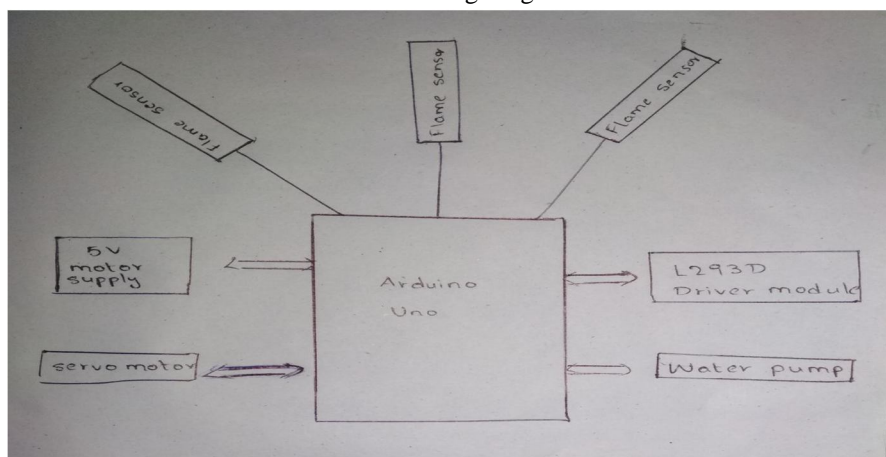 Flame sensor
Flame sensor
Flame sensor
5V
motor
supply
Arduino
Uno
L293D
Driver module
servo motor
Water pump